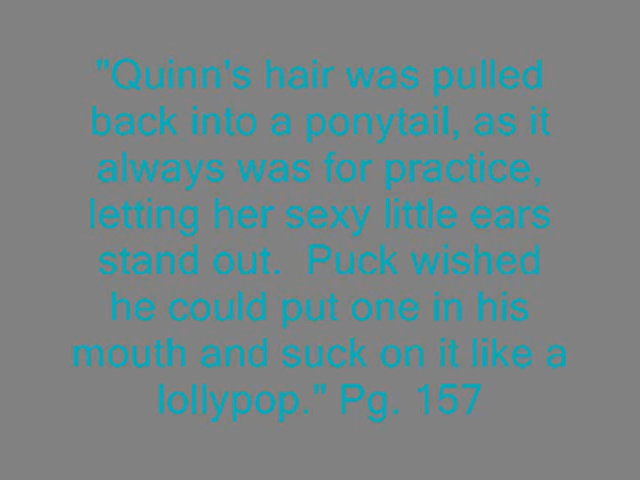 "Quinn's hair was pulled
back into a ponytail, as it
always was for practice,
letting her sexy little ears
stand out.  Puck wished
he could put one in his
mouth and suck on it like a
lollypop." Pg. 157